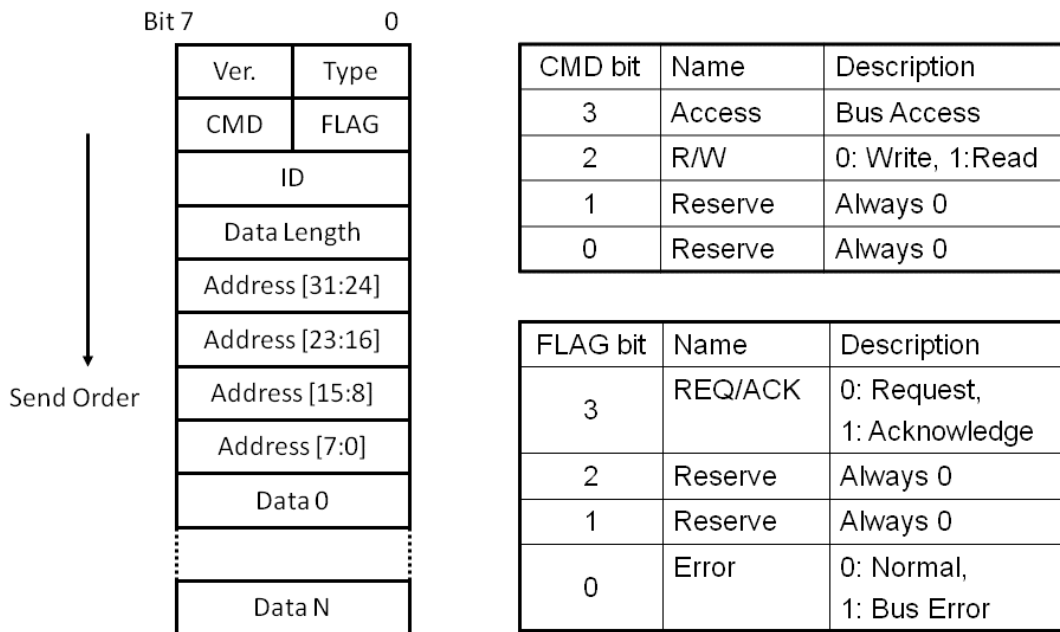 Bit 7 0
Ver. Type
CMD FLAG
ID
Data Length
Address [31:24]
Address [23:16]
Address [15:8]
Address [7:0]
Data 0
Data N
Send Order
CMD bit Name Description
3 Access Bus Access
2 R/W 0: Write, 1:Read
1 Reserve Always 0
0 Reserve Always 0
FLAG bit Name Description
3 REQ/ACK 0: Request,
1: Acknowledge
2 Reserve Always 0
1 Reserve Always 0
0 Error 0: Normal,
1: Bus Error